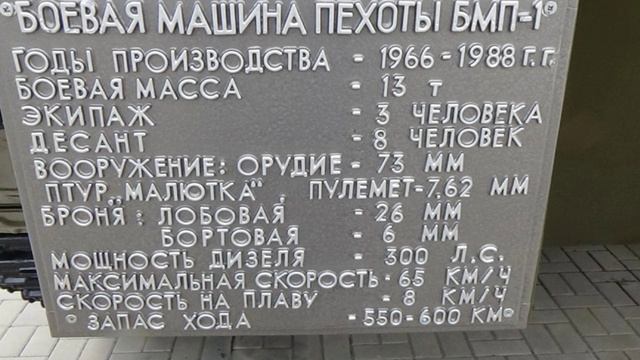 БОЕВАЯ МАШИНА ПЕХОТЫ БМП-1
ГОДЫ ПРОИЗВОДСТВА - 1966-1988 Г.Г.
БОЕВАЯ МАССА - 13 Т
ЭКИПАЖ - 3 ЧЕЛОВЕКА
ДЕСАНТ - 8 ЧЕЛОВЕК
ВООРУЖЕНИЕ: ОРУДИЕ - 73 ММ
ПТУР „МАЛЮТКА“, ПУЛЕМЕТ-7,62 ММ
БРОНЯ: ЛОБОВАЯ - 26 ММ
БОРТОВАЯ - 6 ММ
МОЩНОСТЬ ДИЗЕЛЯ - 300 Л.С.
МАКСИМАЛЬНАЯ СКОРОСТЬ - 65 КМ/Ч
СКОРОСТЬ НА ПЛАВУ - 8 КМ/Ч
ЗАПАС ХОДА - 550-600 КМ